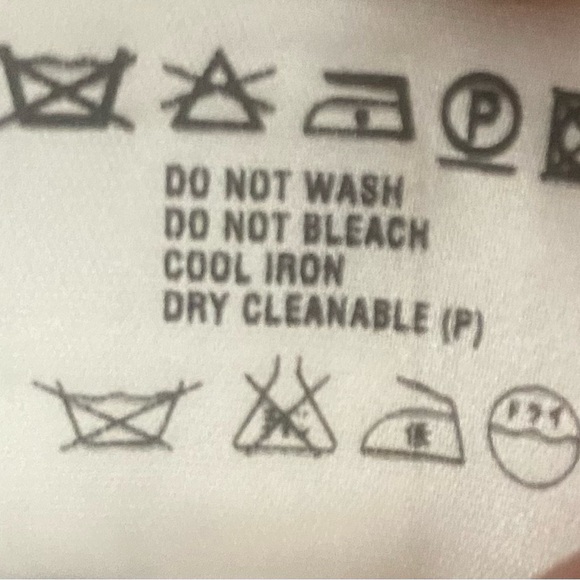 P
DO NOT WASH
DO NOT BLEACH
COOL IRON
DRY CLEANABLE (P)
低 ドライ